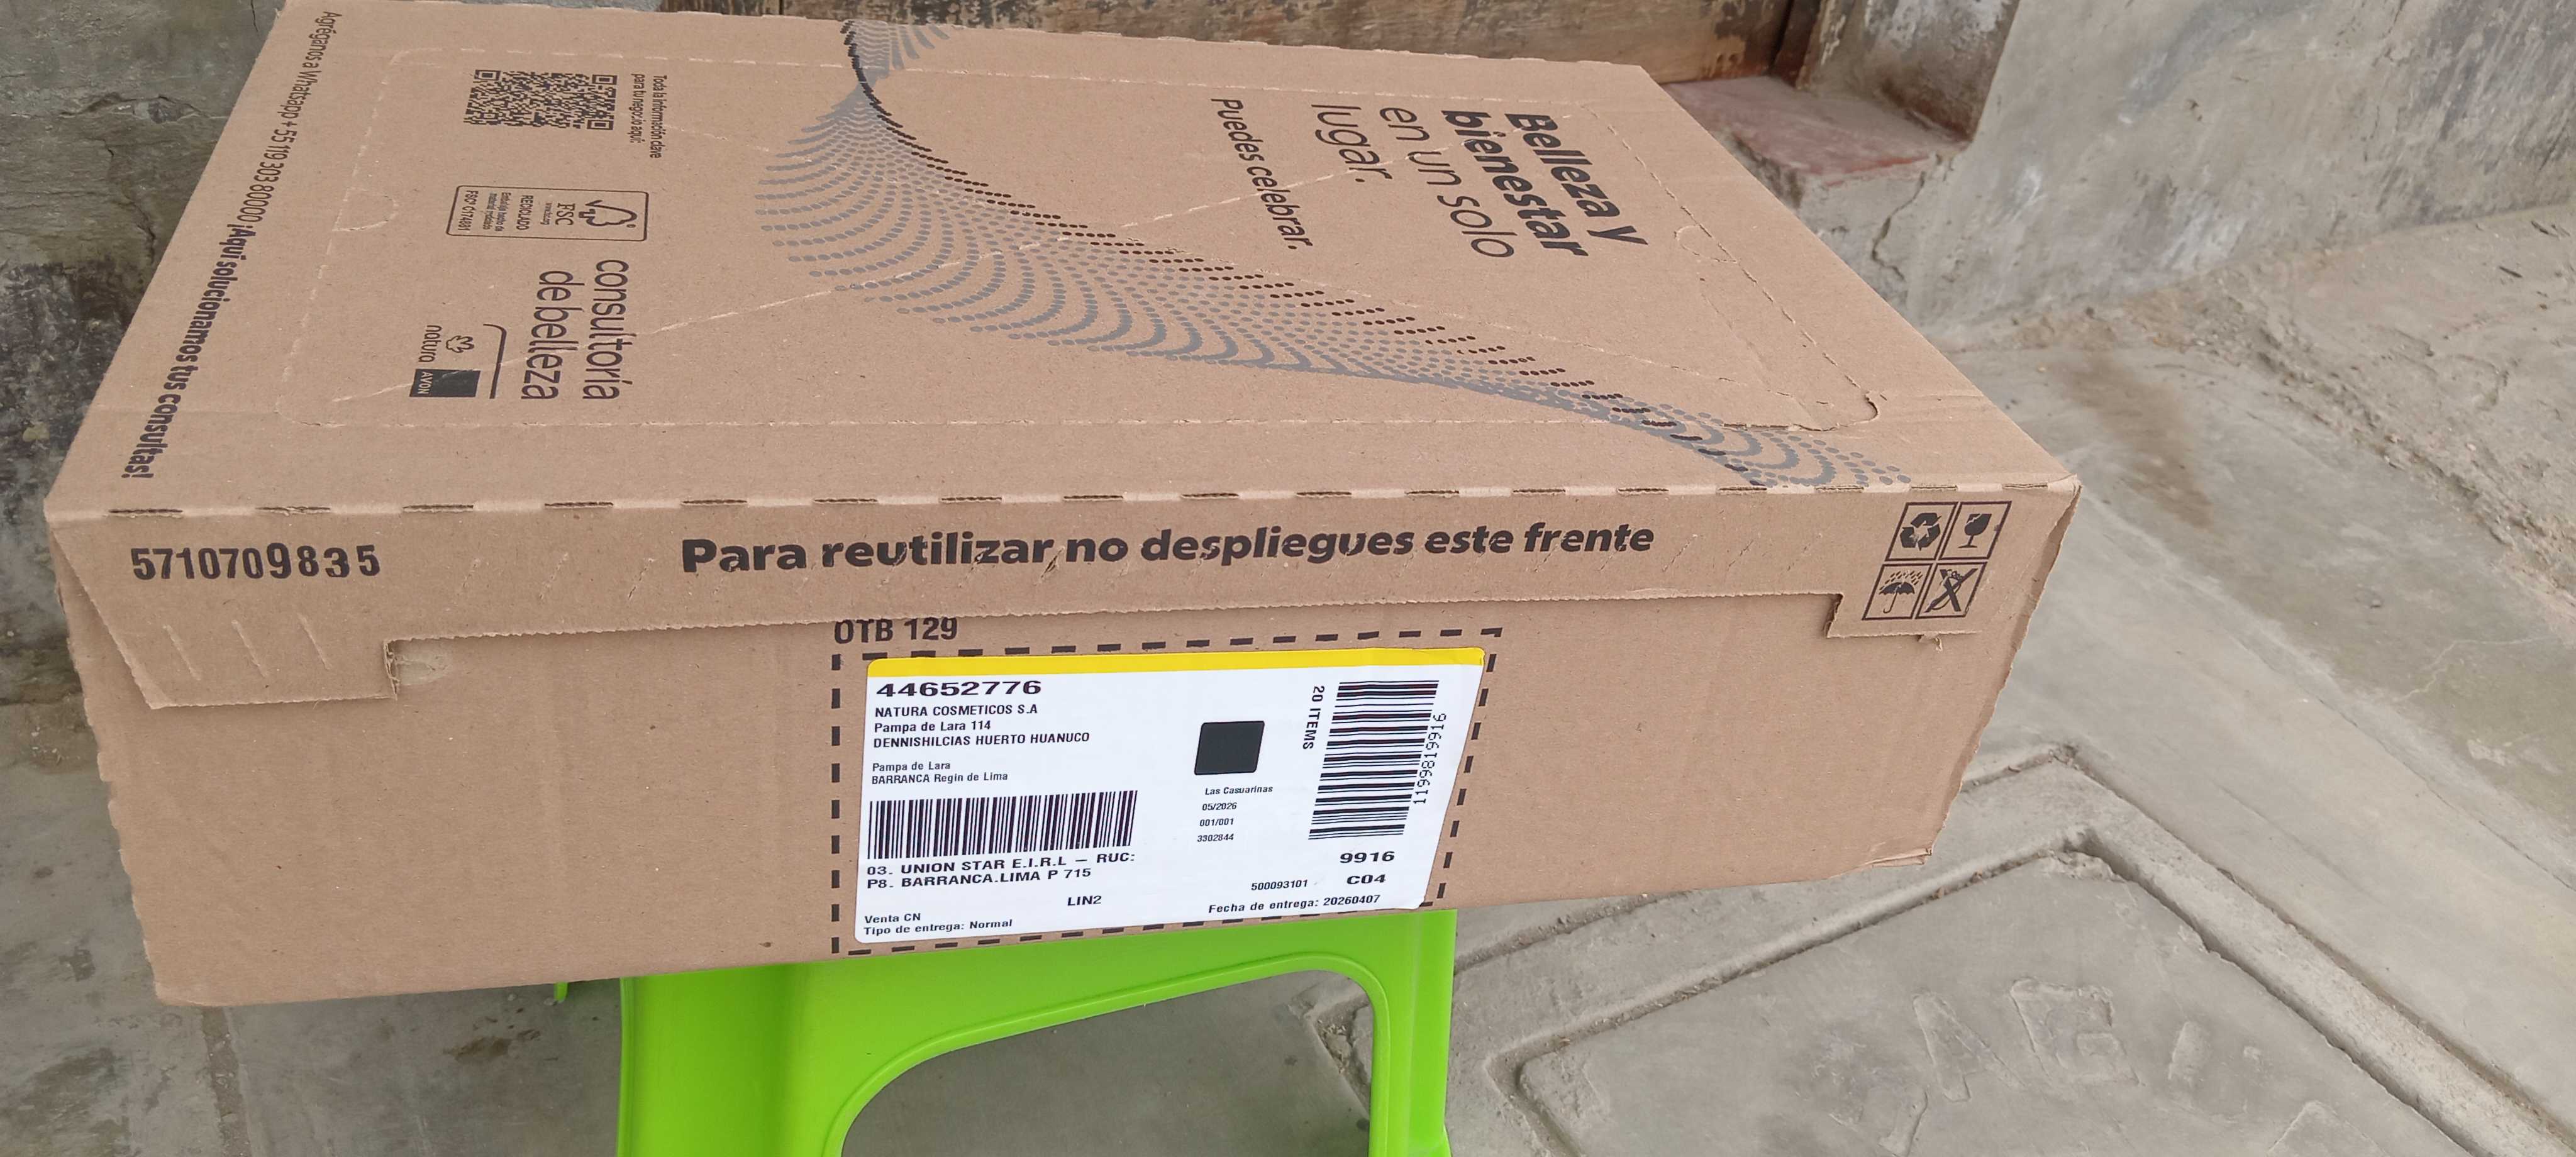 Belleza y
bienestar
en un solo
lugar.
Puedes celebrar.
Toda la información clave
para tu negocio aquí:
FSC
RECICLADO
FSC® C174691
consultoría
de belleza
natura
AVON
Agréganos a Whatsapp + 55 119 303 80000 ¡Aquí solucionamos tus consultas!
5710709835
Para reutilizar, no despliegues este frente
OTB 129
44652776
NATURA COSMETICOS S.A
Pampa de Lara 114
DENNISHILCIAS HUERTO HUANUCO
Pampa de Lara
BARRANCA Regin de Lima
03. UNION STAR E.I.R.L – RUC:
P8. BARRANCA.LIMA P 715
LIN2
Venta CN
Tipo de entrega: Normal
Las Casuarinas
05/2026
001/001
3302844
20 ITEMS
1199819916
9916
500093101 - C04
Fecha de entrega: 20260407